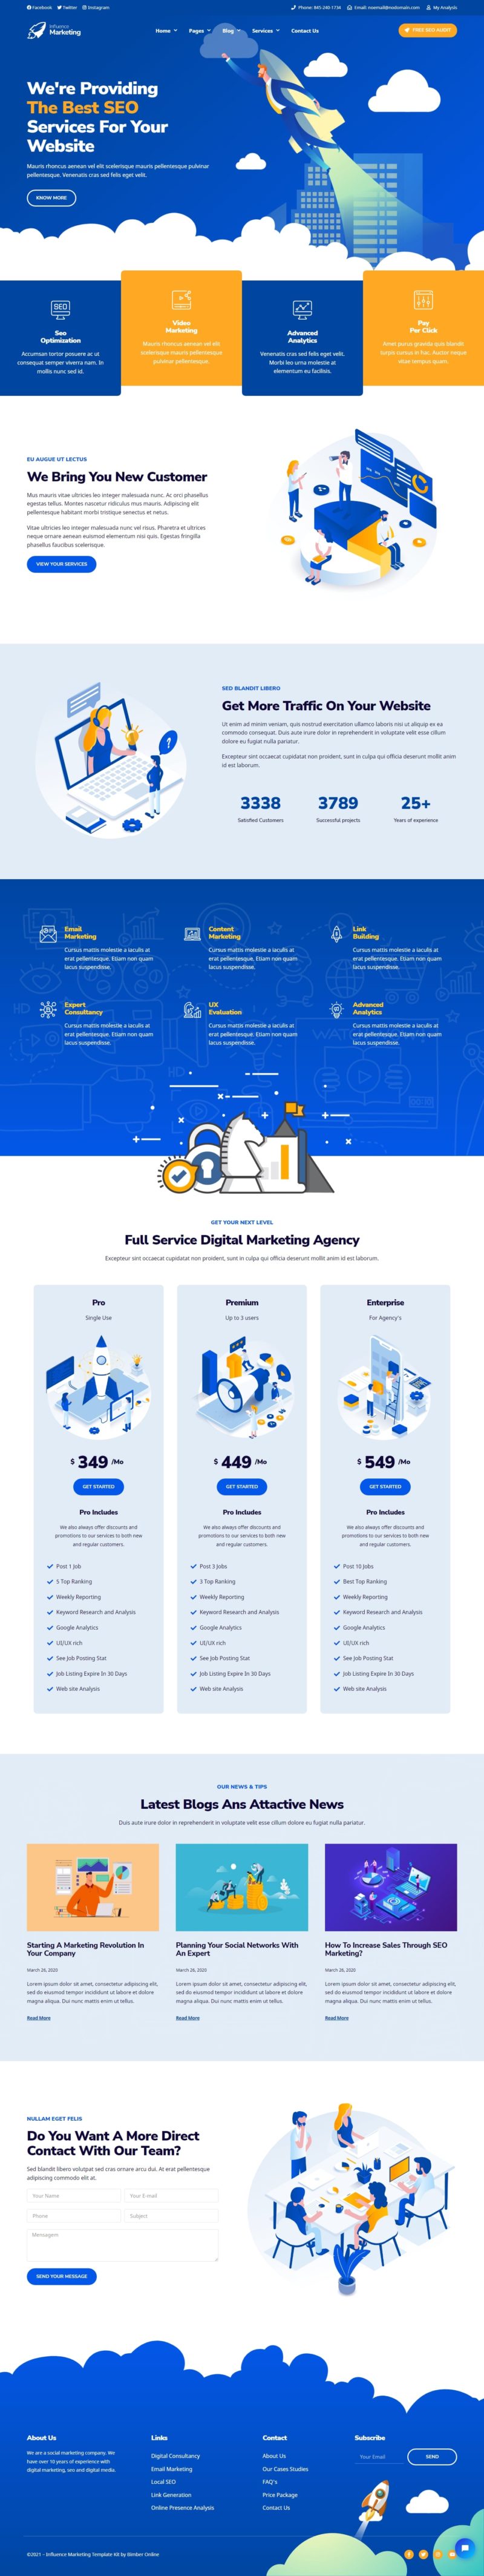 Facebook Twitter Instagram Phone: 845-240-1734 Email: noemail@nodomain.com My Analysis
Influence
Marketing
Home Pages Blog Services Contact Us FREE SEO AUDIT
We're Providing
The Best SEO
Services For Your
Website
Mauris rhoncus aenean vel elit scelerisque mauris pellentesque pulvinar
pellentesque. Venenatis cras sed felis eget velit.
KNOW MORE
SEO
Seo
Optimization
Accumsan tortor posuere ac ut
consequat semper viverra nam. In
mollis nunc sed id.
Video
Marketing
Mauris rhoncus aenean vel elit
scelerisque mauris pellentesque
pulvinar pellentesque.
Advanced
Analytics
Venenatis cras sed felis eget velit.
Morbi leo urna molestie at
elementum eu facilisis.
Pay
Per Click
Amet purus gravida quis blandit
turpis cursus in hac. Auctor neque
vitae tempus quam.
EU AUGUE UT LECTUS
We Bring You New Customer
Mus mauris vitae ultricies leo integer malesuada nunc. Ac orci phasellus
egestas tellus. Montes nascetur ridiculus mus mauris. Adipiscing elit duis
pellentesque habitant morbi tristique senectus et netus.
Vitae ultricies leo integer malesuada nunc vel risus. Pharetra et ultrices
neque ornare aenean euismod elementum nisi quis. Egestas fringilla
phasellus faucibus scelerisque.
VIEW YOUR SERVICES
SED BLANDIT LIBERO
Get More Traffic On Your Website
Ut enim ad minim veniam, quis nostrud exercitation ullamco laboris nisi ut aliquip ex ea
commodo consequat. Duis aute irure dolor in reprehenderit in voluptate velit esse cillum
dolore eu fugiat nulla pariatur.
Excepteur sint occaecat cupidatat non proident, sunt in culpa qui officia deserunt mollit anim
id est laborum.
3338 3789 25+
Satisfied Customers Successful projects Years of experience
Email
Marketing
Cursus mattis molestie a iaculis at
erat pellentesque. Etiam non quam
lacus suspendisse.
Content
Marketing
Cursus mattis molestie a iaculis at
erat pellentesque. Etiam non quam
lacus suspendisse.
Link
Building
Cursus mattis molestie a iaculis at
erat pellentesque. Etiam non quam
lacus suspendisse.
Expert
Consultancy
Cursus mattis molestie a iaculis at
erat pellentesque. Etiam non quam
lacus suspendisse.
UX
Evaluation
Cursus mattis molestie a iaculis at
erat pellentesque. Etiam non quam
lacus suspendisse.
Advanced
Analytics
Cursus mattis molestie a iaculis at
erat pellentesque. Etiam non quam
lacus suspendisse.
GET YOUR NEXT LEVEL
Full Service Digital Marketing Agency
Excepteur sint occaecat cupidatat non proident, sunt in culpa qui officia deserunt mollit anim id est laborum.
Pro
Single Use
$ 349 /Mo
GET STARTED
Pro Includes
We also always offer discounts and
promotions to our services to both new
and regular customers.
Post 1 Job
5 Top Ranking
Weekly Reporting
Keyword Research and Analysis
Google Analytics
UI/UX rich
See Job Posting Stat
Job Listing Expire In 30 Days
Web site Analysis
Premium
Up to 3 users
$ 449 /Mo
GET STARTED
Pro Includes
We also always offer discounts and
promotions to our services to both new
and regular customers.
Post 3 Jobs
3 Top Ranking
Weekly Reporting
Keyword Research and Analysis
Google Analytics
UI/UX rich
See Job Posting Stat
Job Listing Expire In 30 Days
Web site Analysis
Enterprise
For Agency's
$ 549 /Mo
GET STARTED
Pro Includes
We also always offer discounts and
promotions to our services to both new
and regular customers.
Post 10 Jobs
Best Top Ranking
Weekly Reporting
Keyword Research and Analysis
Google Analytics
UI/UX rich
See Job Posting Stat
Job Listing Expire In 30 Days
Web site Analysis
OUR NEWS & TIPS
Latest Blogs Ans Attactive News
Duis aute irure dolor in reprehenderit in voluptate velit esse cillum dolore eu fugiat nulla pariatur.
Starting A Marketing Revolution In
Your Company
March 26, 2020
Lorem ipsum dolor sit amet, consectetur adipiscing elit,
sed do eiusmod tempor incididunt ut labore et dolore
magna aliqua. Dui nunc mattis enim ut tellus.
Read More
Planning Your Social Networks With
An Expert
March 26, 2020
Lorem ipsum dolor sit amet, consectetur adipiscing elit,
sed do eiusmod tempor incididunt ut labore et dolore
magna aliqua. Dui nunc mattis enim ut tellus.
Read More
How To Increase Sales Through SEO
Marketing?
March 26, 2020
Lorem ipsum dolor sit amet, consectetur adipiscing elit,
sed do eiusmod tempor incididunt ut labore et dolore
magna aliqua. Dui nunc mattis enim ut tellus.
Read More
NULLAM EGET FELIS
Do You Want A More Direct
Contact With Our Team?
Sed blandit libero volutpat sed cras ornare arcu dui. At erat pellentesque
adipiscing commodo elit at.
Your Name Your E-mail
Phone Subject
Mensagem
SEND YOUR MESSAGE
About Us
We are a social marketing company. We
have over 10 years of experience with
digital marketing, seo and digital media.
Links
Digital Consultancy
Email Marketing
Local SEO
Link Generation
Online Presence Analysis
Contact
About Us
Our Cases Studies
FAQ's
Price Package
Contact Us
Subscribe
Your Email SEND
©2021 - Influence Marketing Template Kit by Bimber Online